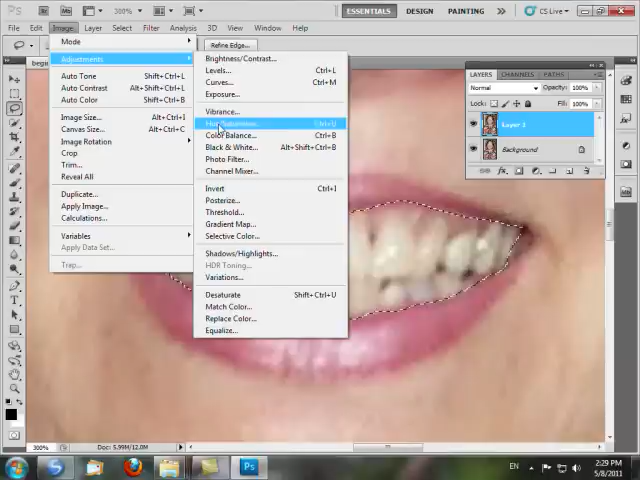 PS Br Mb 300% ESSENTIALS DESIGN PAINTING >> CS Live
File Edit Image Layer Select Filter Analysis 3D View Window Help
Refine Edge...
Mode
Adjustments
Auto Tone Shift+Ctrl+L
Auto Contrast Alt+Shift+Ctrl+L
Auto Color Shift+Ctrl+B
Image Size... Alt+Ctrl+I
Canvas Size... Alt+Ctrl+C
Image Rotation
Crop
Trim...
Reveal All
Duplicate...
Apply Image...
Calculations...
Variables
Apply Data Set...
Trap...
Brightness/Contrast...
Levels... Ctrl+L
Curves... Ctrl+M
Exposure...
Vibrance...
Hue/Saturation... Ctrl+U
Color Balance... Ctrl+B
Black & White... Alt+Shift+Ctrl+B
Photo Filter...
Channel Mixer...
Invert Ctrl+I
Posterize...
Threshold...
Gradient Map...
Selective Color...
Shadows/Highlights...
HDR Toning...
Variations...
Desaturate Shift+Ctrl+U
Match Color...
Replace Color...
Equalize...
LAYERS CHANNELS PATHS
Normal Opacity: 100%
Lock: Fill: 100%
Layer 1
Background
300% Doc: 5.99M/12.0M
EN 2:29 PM
5/8/2011